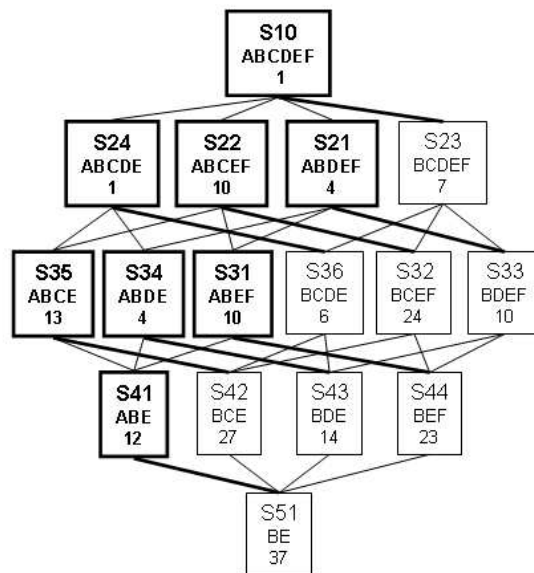 S10
ABCDEF
1
S24
ABCDE
1
S22
ABCEF
10
S21
ABDEF
4
S23
BCDEF
7
S35
ABCE
13
S34
ABDE
4
S31
ABEF
10
S36
BCDE
6
S32
BCEF
24
S33
BDEF
10
S41
ABE
12
S42
BCE
27
S43
BDE
14
S44
BEF
23
S51
BE
37